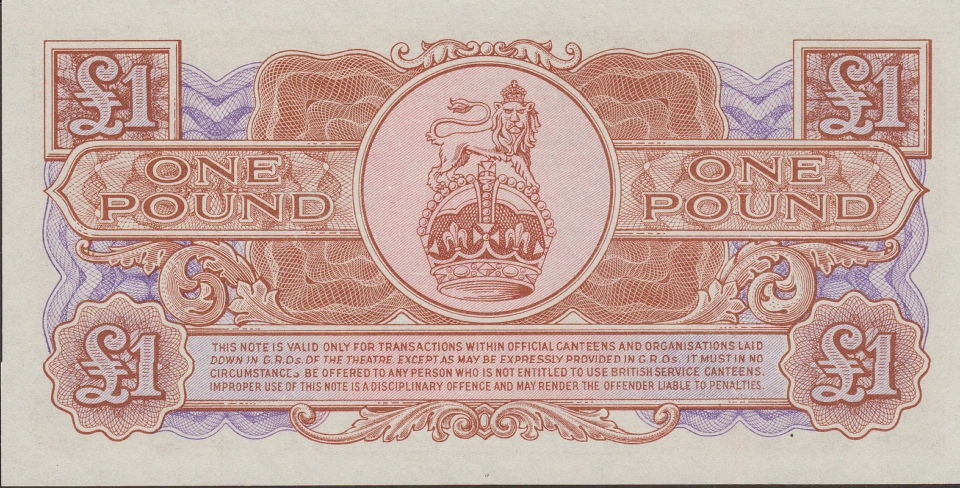 £1 £1
ONE ONE
POUND POUND
THIS NOTE IS VALID ONLY FOR TRANSACTIONS WITHIN OFFICIAL CANTEENS AND ORGANISATIONS LAID
DOWN IN G.R.Os. OF THE THEATRE. EXCEPT AS MAY BE EXPRESSLY PROVIDED IN G.R.Os. IT MUST IN NO
CIRCUMSTANCES BE OFFERED TO ANY PERSON WHO IS NOT ENTITLED TO USE BRITISH SERVICE CANTEENS.
IMPROPER USE OF THIS NOTE IS A DISCIPLINARY OFFENCE AND MAY RENDER THE OFFENDER LIABLE TO PENALTIES.
£1 £1